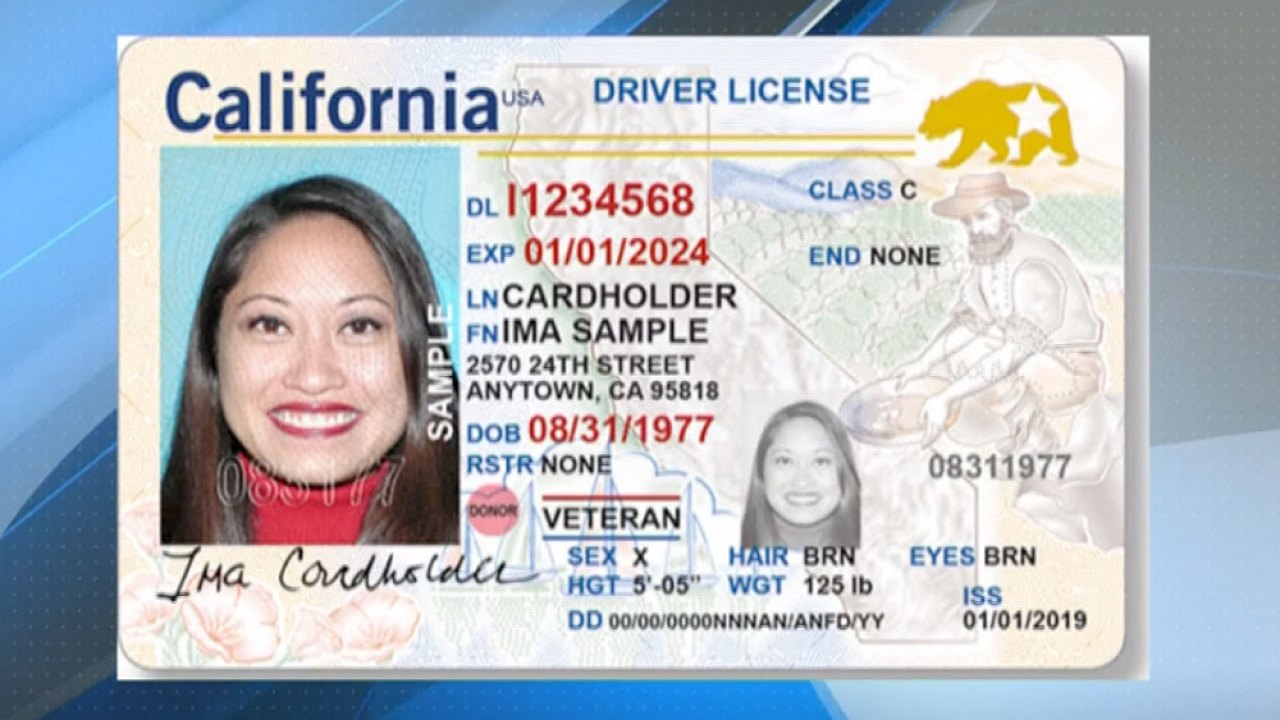 California USA DRIVER LICENSE
DL I1234568
CLASS C
EXP 01/01/2024
END NONE
LN CARDHOLDER
FN IMA SAMPLE
2570 24TH STREET
ANYTOWN, CA 95818
DOB 08/31/1977
RSTR NONE
08311977
SAMPLE
083177
DONOR
VETERAN
Ima Cardholder
SEX X HAIR BRN EYES BRN
HGT 5'-05" WGT 125 lb
ISS
01/01/2019
DD 00/00/0000NNNAN/ANFD/YY